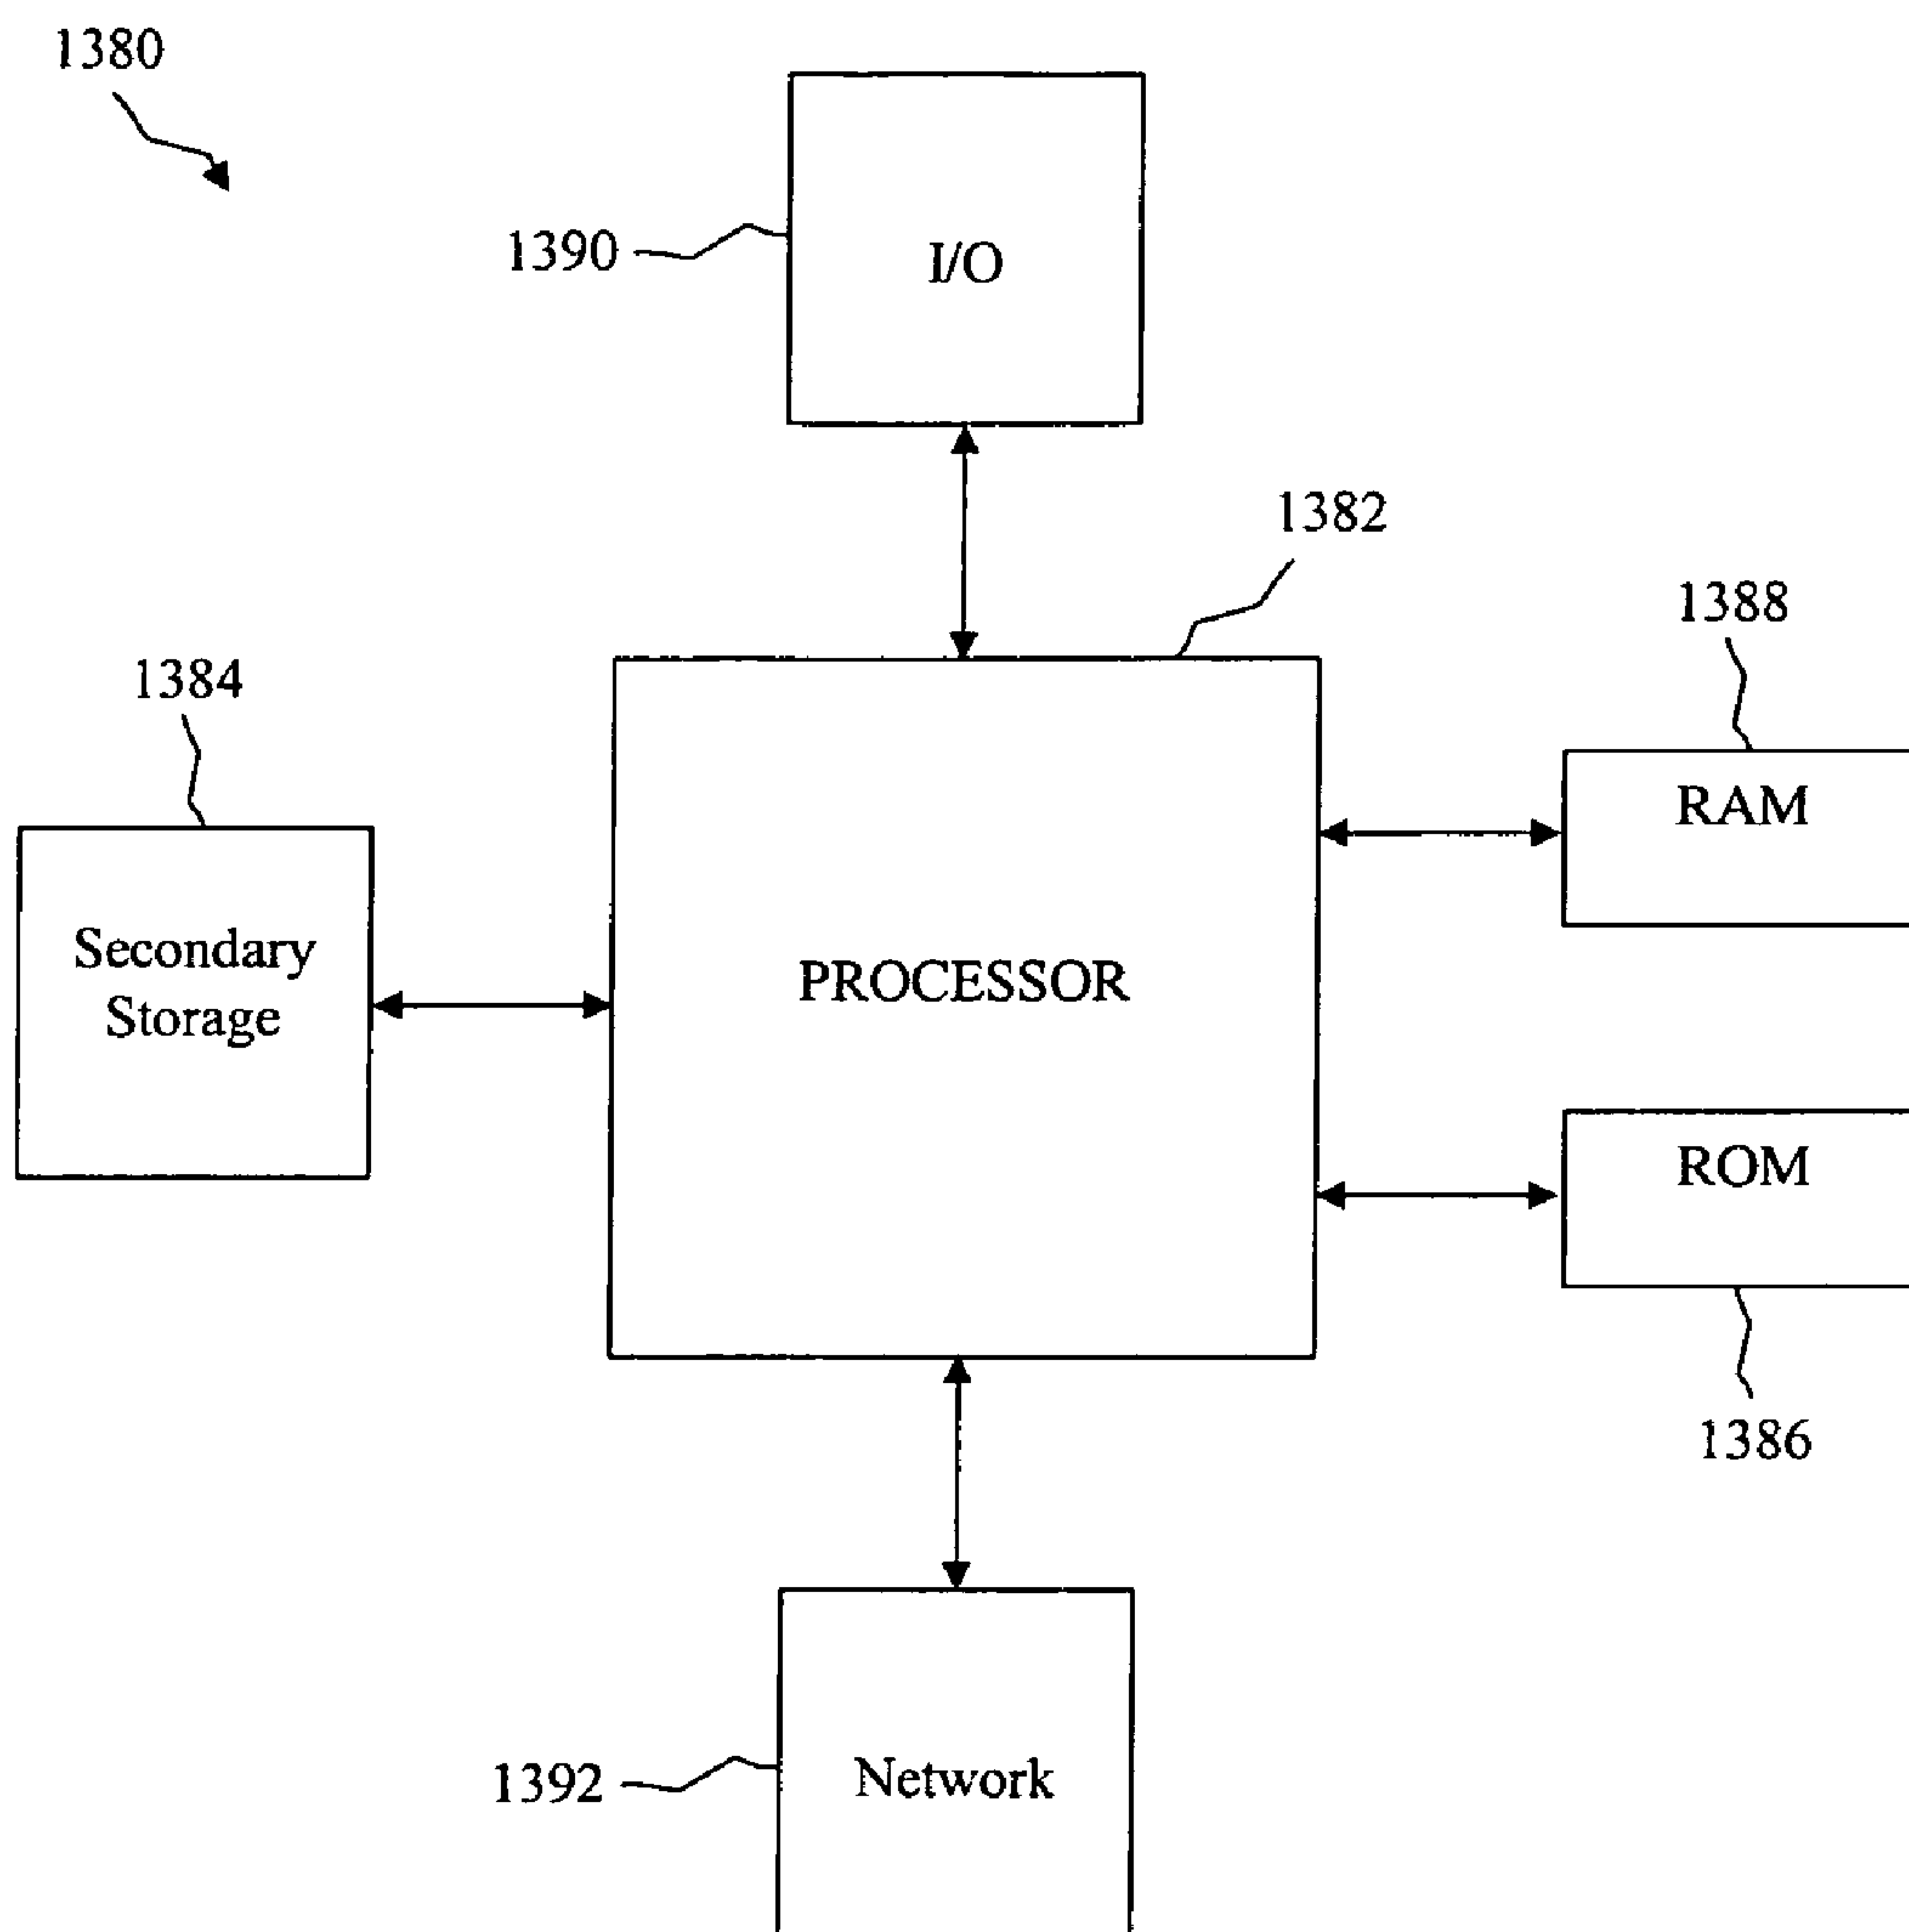 1380
1390
I/O
1382
1388
1384
RAM
Secondary
Storage
PROCESSOR
ROM
1386
1392
Network